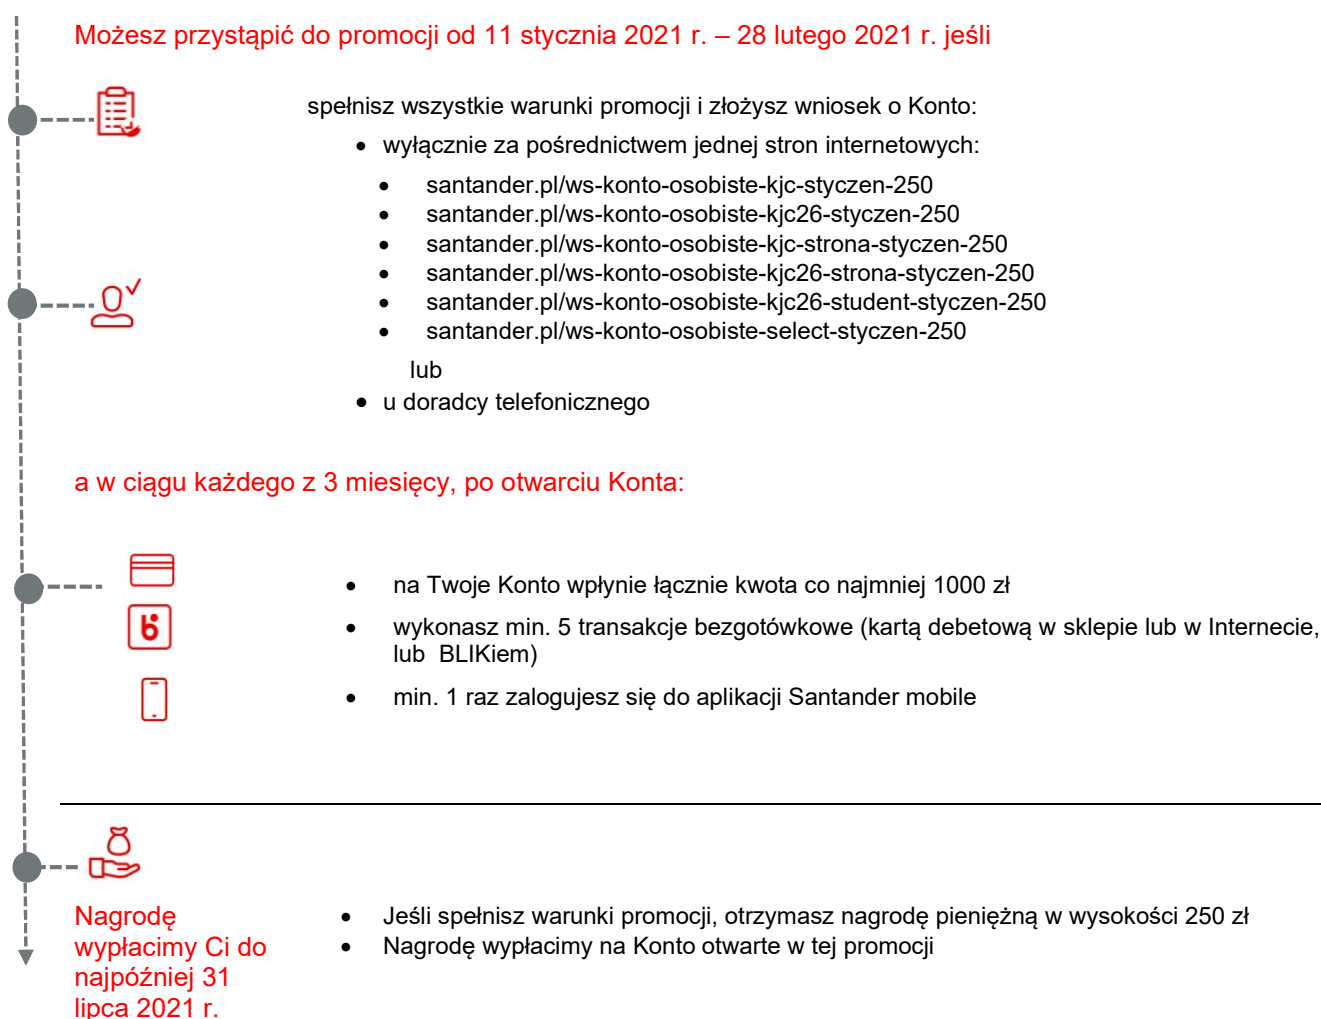 Możesz przystąpić do promocji od 11 stycznia 2021 r. – 28 lutego 2021 r. jeśli
spełnisz wszystkie warunki promocji i złożysz wniosek o Konto:
• wyłącznie za pośrednictwem jednej stron internetowych:
• santander.pl/ws-konto-osobiste-kjc-styczen-250
• santander.pl/ws-konto-osobiste-kjc26-styczen-250
• santander.pl/ws-konto-osobiste-kjc-strona-styczen-250
• santander.pl/ws-konto-osobiste-kjc26-strona-styczen-250
• santander.pl/ws-konto-osobiste-kjc26-student-styczen-250
• santander.pl/ws-konto-osobiste-select-styczen-250
lub
• u doradcy telefonicznego
a w ciągu każdego z 3 miesięcy, po otwarciu Konta:
• na Twoje Konto wpłynie łącznie kwota co najmniej 1000 zł
• wykonasz min. 5 transakcje bezgotówkowe (kartą debetową w sklepie lub w Internecie,
lub BLIKiem)
• min. 1 raz zalogujesz się do aplikacji Santander mobile
Nagrodę
wypłacimy Ci do
najpóźniej 31
lipca 2021 r.
• Jeśli spełnisz warunki promocji, otrzymasz nagrodę pieniężną w wysokości 250 zł
• Nagrodę wypłacimy na Konto otwarte w tej promocji